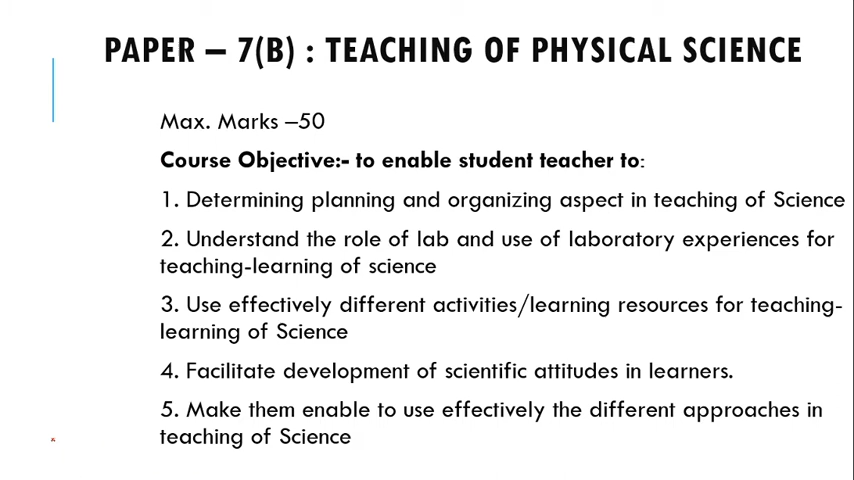 PAPER – 7(B) : TEACHING OF PHYSICAL SCIENCE
Max. Marks –50
Course Objective:- to enable student teacher to:
1. Determining planning and organizing aspect in teaching of Science
2. Understand the role of lab and use of laboratory experiences for
teaching-learning of science
3. Use effectively different activities/learning resources for teaching-
learning of Science
4. Facilitate development of scientific attitudes in learners.
5. Make them enable to use effectively the different approaches in
teaching of Science